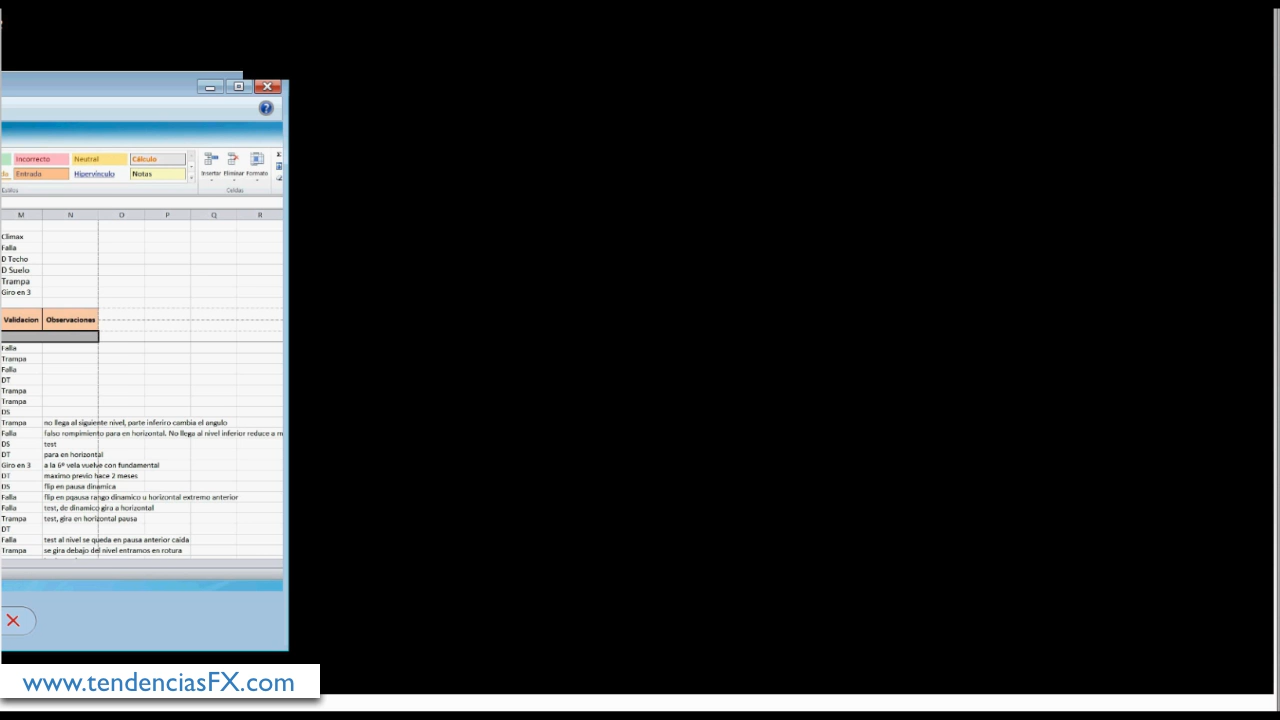 Incorrecto Neutral Cálculo
Entrada Hipervínculo Notas
Insertar Eliminar Formato
Estilos Celdas
M N O P Q R
Climax
Falla
D Techo
D Suelo
Trampa
Giro en 3
Validacion Observaciones
Falla
Trampa
Falla
DT
Trampa
Trampa
DS
Trampa no llega al siguiente nivel, parte inferiro cambia el angulo
Falla falso rompimiento para en horizontal. No llega al nivel inferior reduce a
DS test
DT para en horizontal
Giro en 3 a la 6ª vela vuelve con fundamental
DT maximo previo hace 2 meses
DS flip en pausa dinamica
Falla flip en pqausa rango dinamico u horizontal extremo anterior
Falla test, de dinamico gira a horizontal
Trampa test, gira en horizontal pausa
DT
Falla test al nivel se queda en pausa anterior caida
Trampa se gira debajo del nivel entramos en rotura
www.tendenciasFX.com